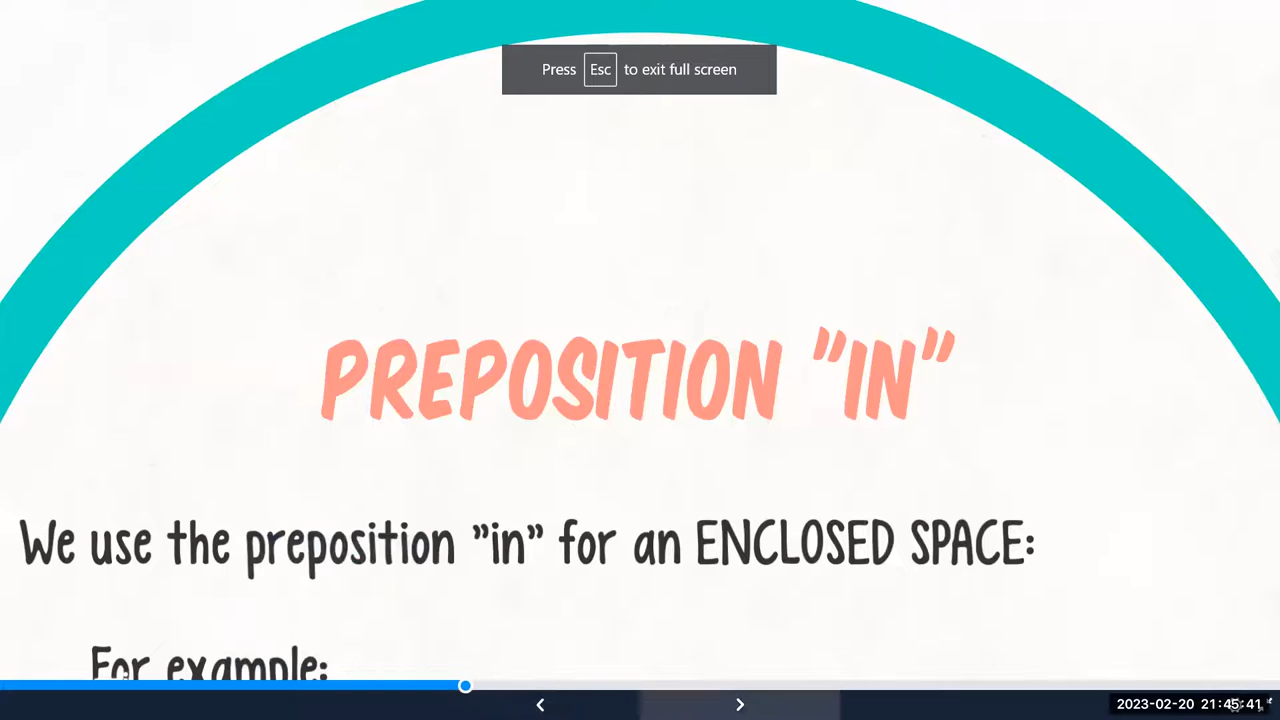 Press Esc to exit full screen
PREPOSITION "IN"
We use the preposition "in" for an ENCLOSED SPACE:
For example:
2023-02-20 21:45:41